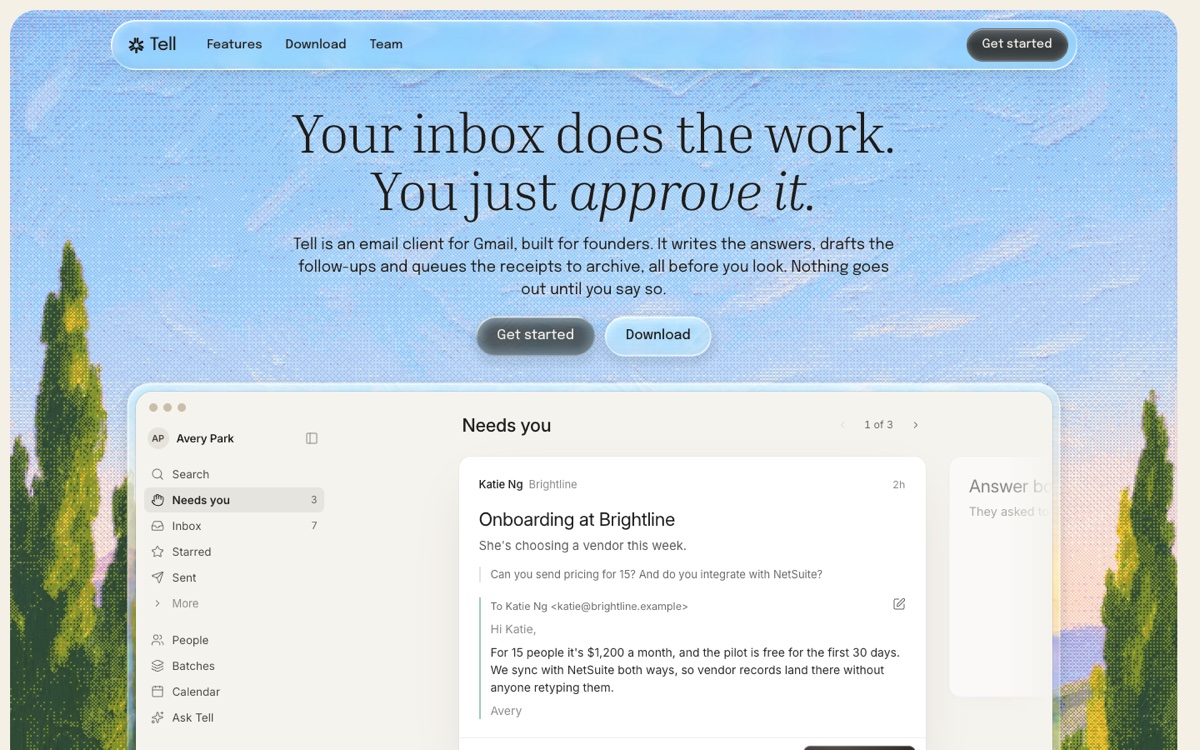 Tell
Features
Download
Team
Get started
Your inbox does the work.
You just approve it.
Tell is an email client for Gmail, built for founders. It writes the answers, drafts the
follow-ups and queues the receipts to archive, all before you look. Nothing goes
out until you say so.
Get started
Download
AP
Avery Park
Search
Needs you
3
Inbox
7
Starred
Sent
More
People
Batches
Calendar
Ask Tell
Needs you
1 of 3
Katie Ng Brightline
2h
Onboarding at Brightline
She's choosing a vendor this week.
Can you send pricing for 15? And do you integrate with NetSuite?
To Katie Ng <katie@brightline.example>
Hi Katie,
For 15 people it's $1,200 a month, and the pilot is free for the first 30 days.
We sync with NetSuite both ways, so vendor records land there without
anyone retyping them.
Avery
Answer
They asked